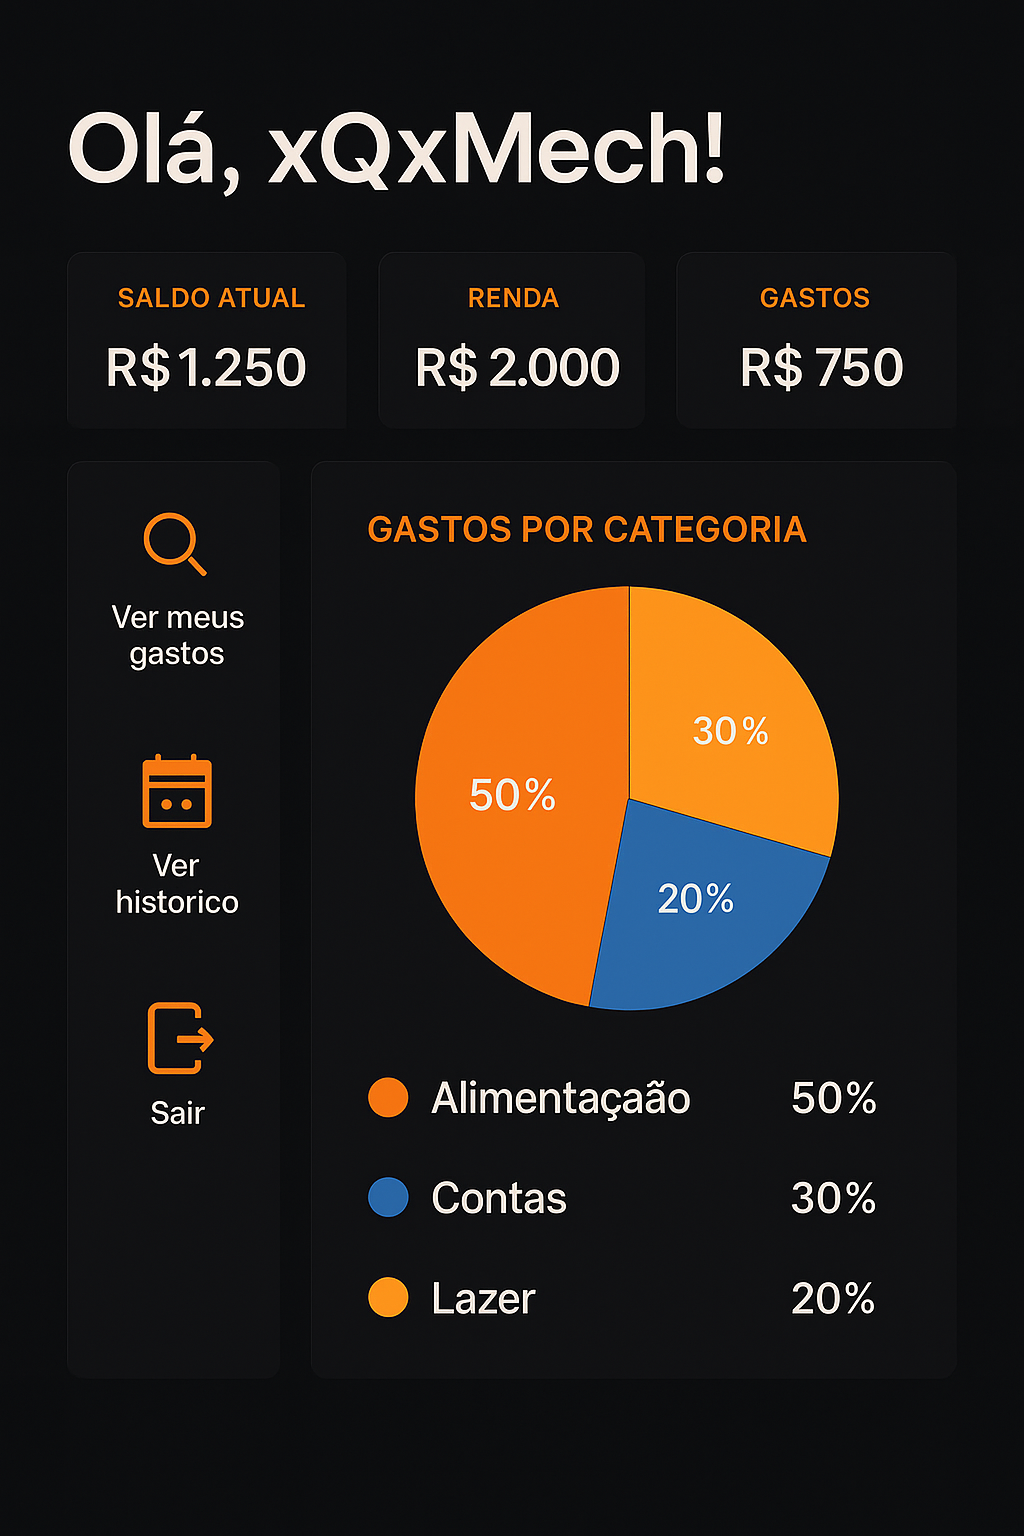 Olá, xQxMech!
SALDO ATUAL
R$ 1.250
RENDA
R$ 2.000
GASTOS
R$ 750
Ver meus
gastos
Ver
historico
Sair
GASTOS POR CATEGORIA
30%
50%
20%
Alimentaçaão 50%
Contas 30%
Lazer 20%